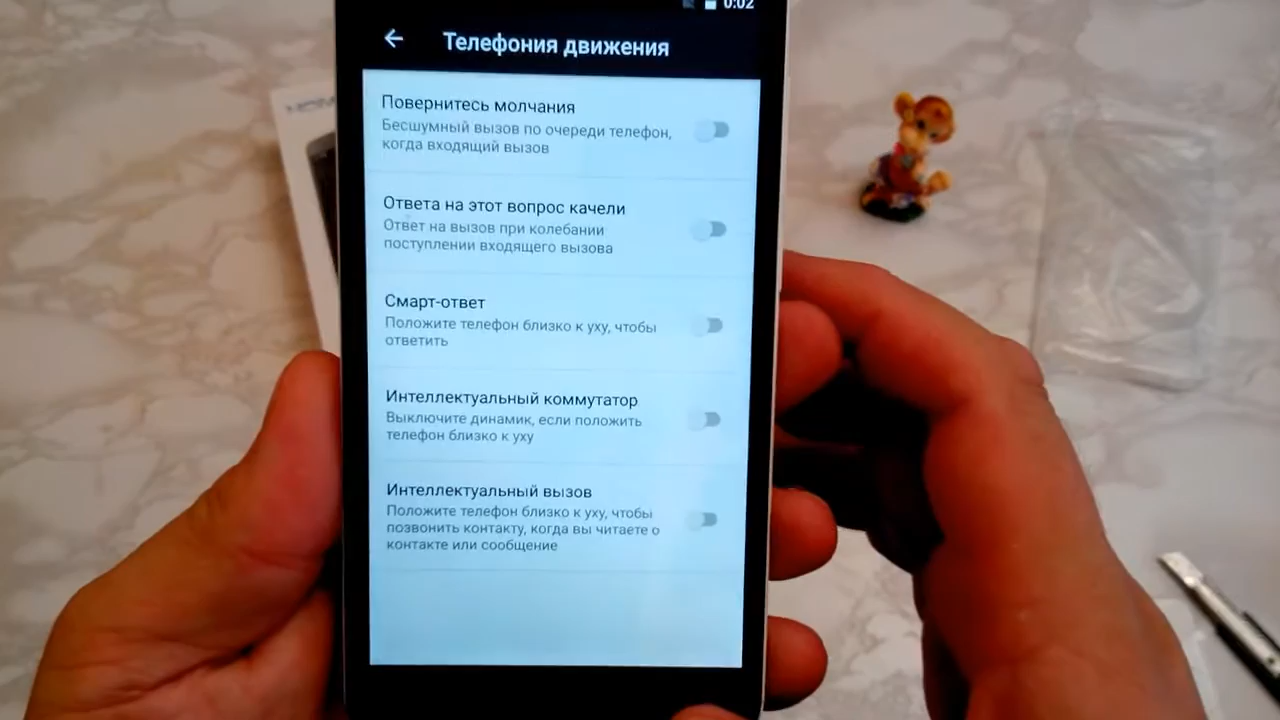 0:02
Телефония движения
Повернитесь молчания
Бесшумный вызов по очереди телефон,
когда входящий вызов
Ответа на этот вопрос качели
Ответ на вызов при колебании
поступлении входящего вызова
Смарт-ответ
Положите телефон близко к уху, чтобы
ответить
Интеллектуальный коммутатор
Выключите динамик, если положить
телефон близко к уху
Интеллектуальный вызов
Положите телефон близко к уху, чтобы
позвонить контакту, когда вы читаете о
контакте или сообщение